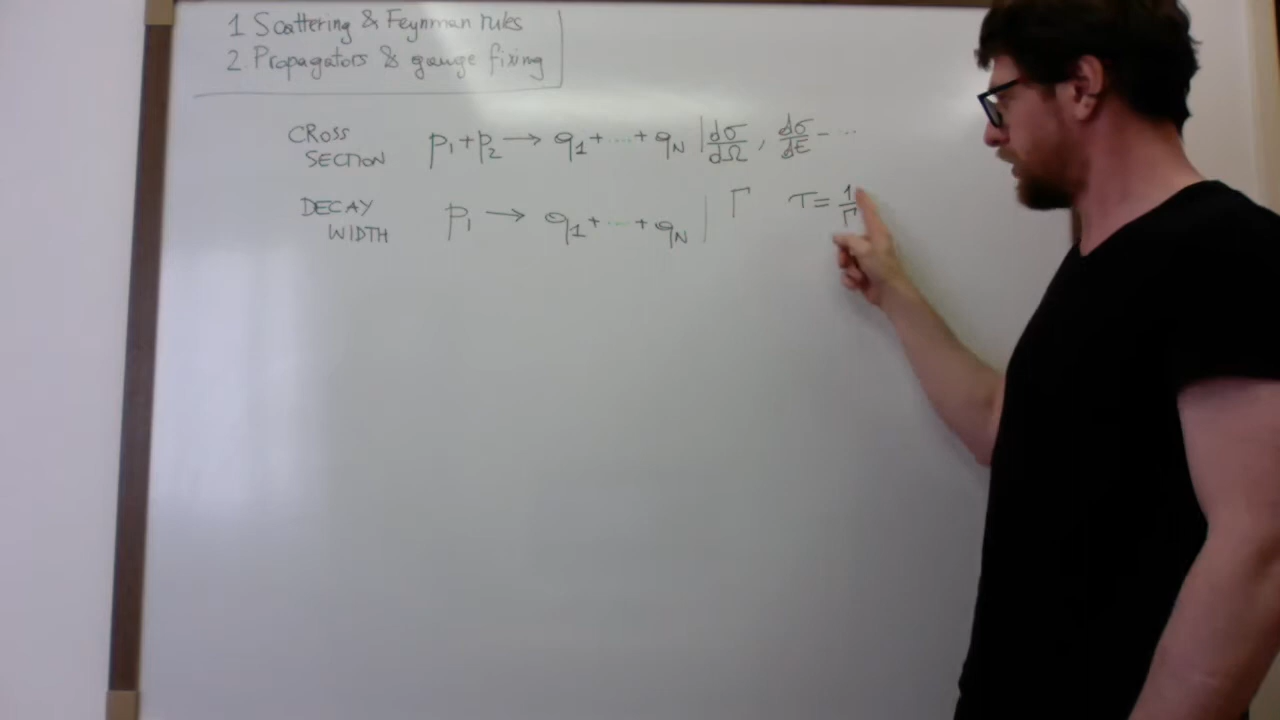 1 Scattering & Feynman rules
2. Propagators & gauge fixing
CROSS SECTION p₁+p₂ → q₁+....+q_N | dσ/dΩ, dσ/dE - ...
DECAY WIDTH p₁ → q₁+....+q_N | Γ τ=1/Γ